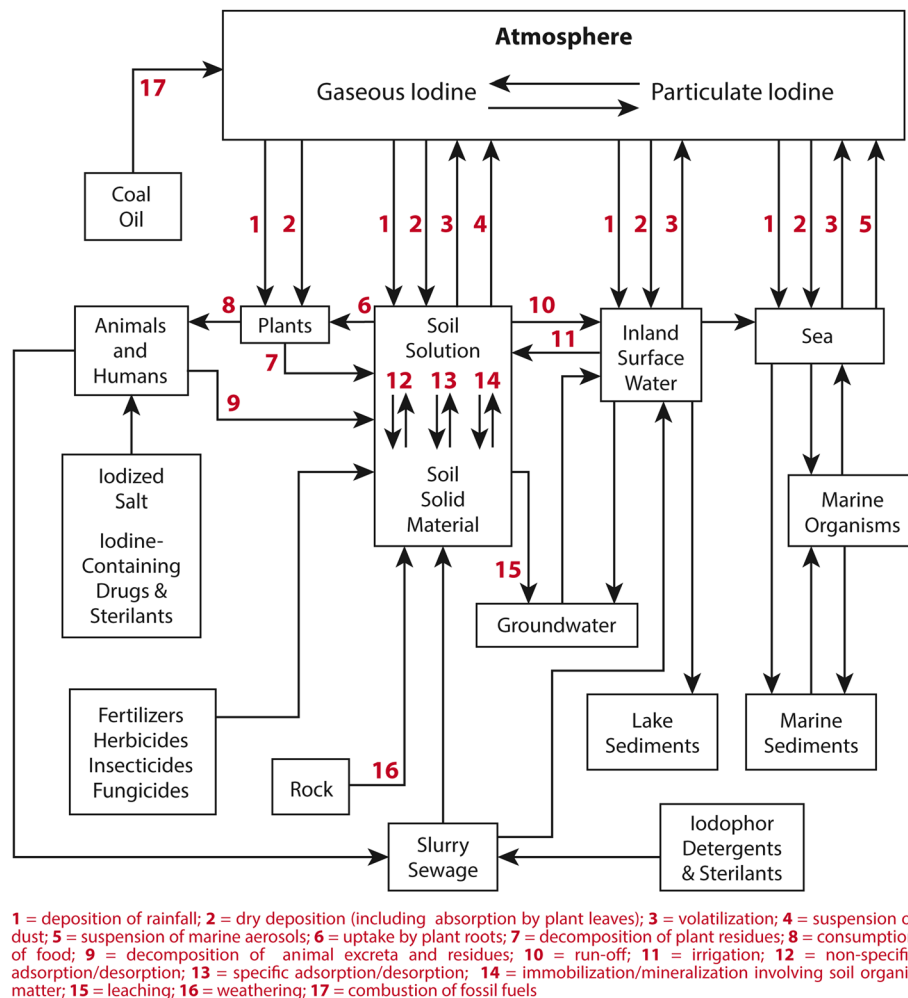 Atmosphere
Gaseous Iodine
Particulate Iodine
17
Coal
Oil
1 2 1 2 3 4 1 2 3 1 2 3 5
8 6 10
Animals
and
Humans
Plants
Soil
Solution
Inland
Surface
Water
Sea
11
7
12 13 14
9
Iodized
Salt
Iodine-
Containing
Drugs &
Sterilants
Soil
Solid
Material
Marine
Organisms
15
Groundwater
Fertilizers
Herbicides
Insecticides
Fungicides
Lake
Sediments
Marine
Sediments
16
Rock
Slurry
Sewage
Iodophor
Detergents
& Sterilants
1 = deposition of rainfall; 2 = dry deposition (including absorption by plant leaves); 3 = volatilization; 4 = suspension
dust; 5 = suspension of marine aerosols; 6 = uptake by plant roots; 7 = decomposition of plant residues; 8 = consumption
of food; 9 = decomposition of animal excreta and residues; 10 = run-off; 11 = irrigation; 12 = non-specifi
adsorption/desorption; 13 = specific adsorption/desorption; 14 = immobilization/mineralization involving soil organi
matter; 15 = leaching; 16 = weathering; 17 = combustion of fossil fuels